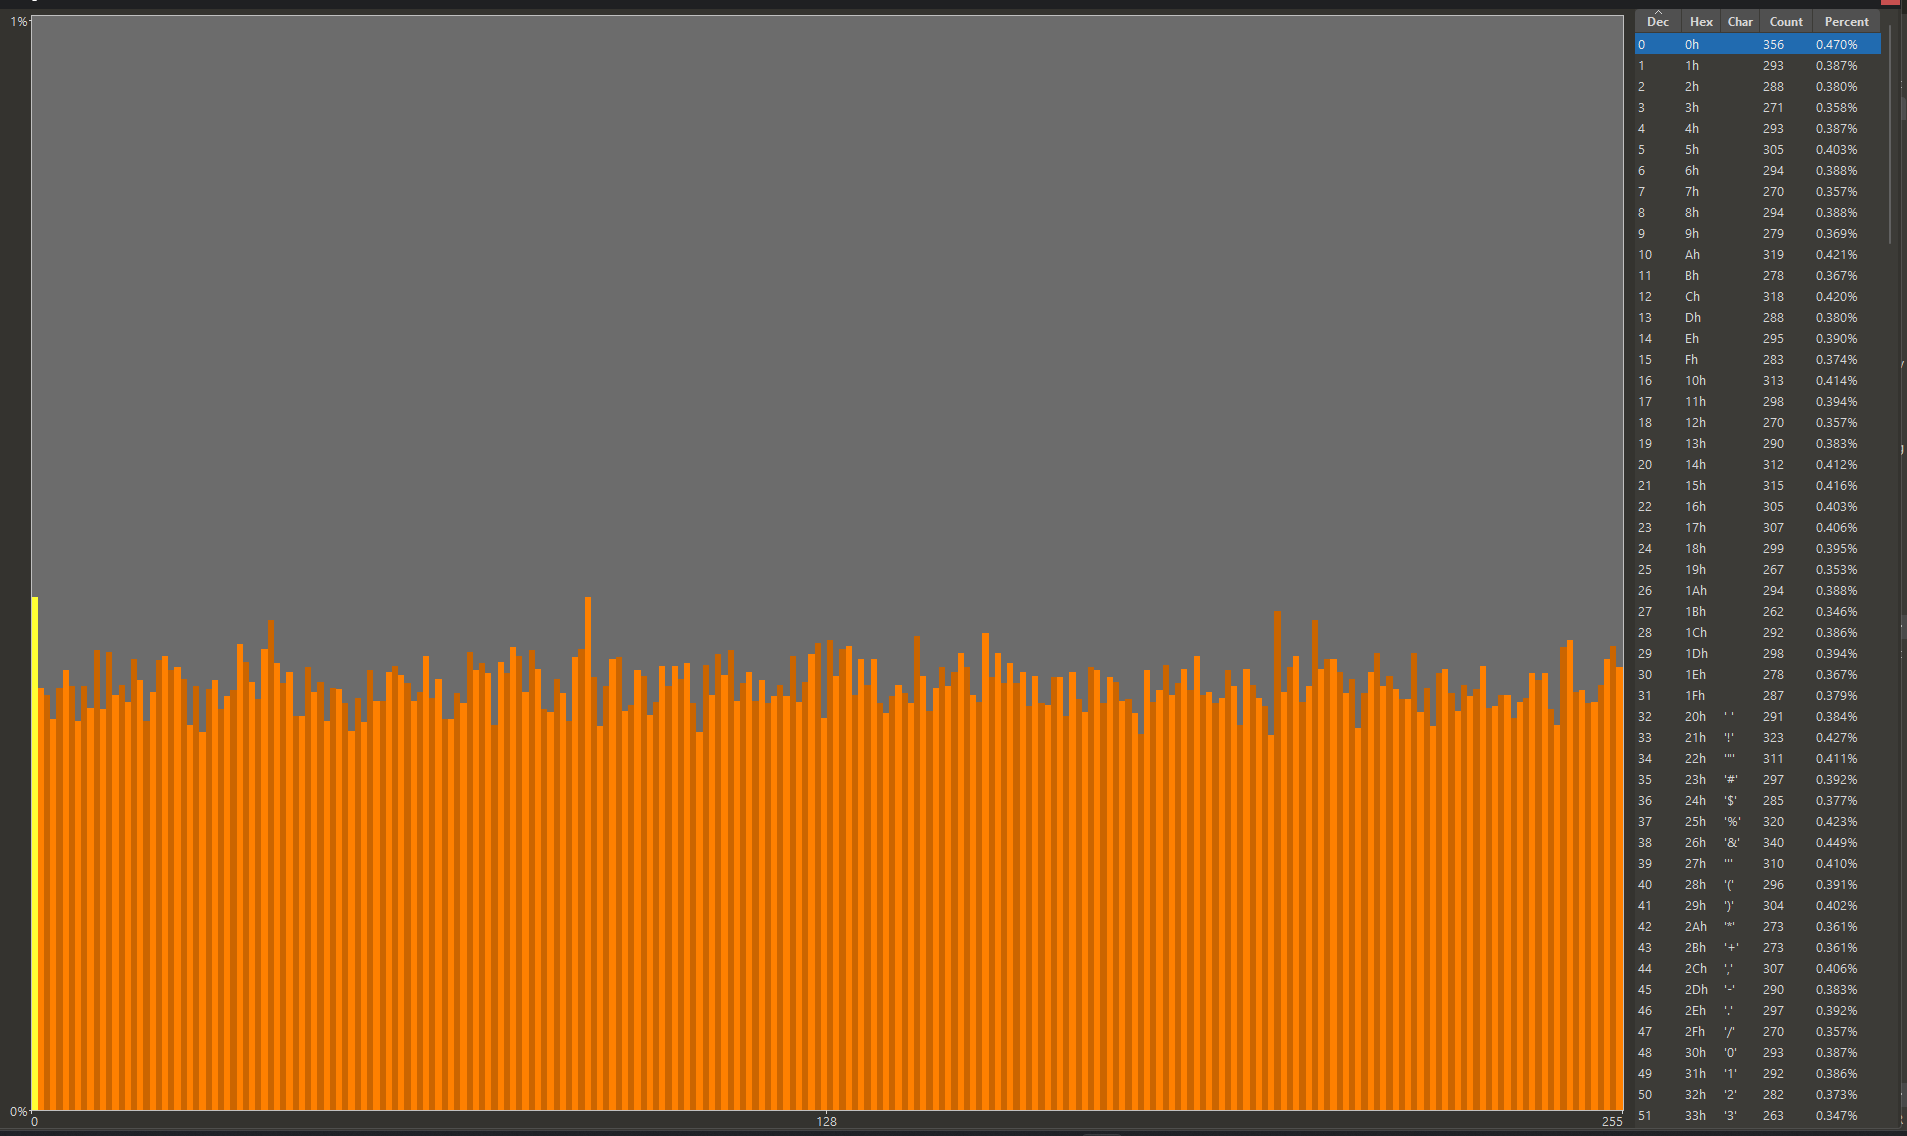 1%
0%
0 128 255
Dec Hex Char Count Percent
0 0h 356 0.470%
1 1h 293 0.387%
2 2h 288 0.380%
3 3h 271 0.358%
4 4h 293 0.387%
5 5h 305 0.403%
6 6h 294 0.388%
7 7h 270 0.357%
8 8h 294 0.388%
9 9h 279 0.369%
10 Ah 319 0.421%
11 Bh 278 0.367%
12 Ch 318 0.420%
13 Dh 288 0.380%
14 Eh 295 0.390%
15 Fh 283 0.374%
16 10h 313 0.414%
17 11h 298 0.394%
18 12h 270 0.357%
19 13h 290 0.383%
20 14h 312 0.412%
21 15h 315 0.416%
22 16h 305 0.403%
23 17h 307 0.406%
24 18h 299 0.395%
25 19h 267 0.353%
26 1Ah 294 0.388%
27 1Bh 262 0.346%
28 1Ch 292 0.386%
29 1Dh 298 0.394%
30 1Eh 278 0.367%
31 1Fh 287 0.379%
32 20h ' ' 291 0.384%
33 21h '!' 323 0.427%
34 22h '"' 311 0.411%
35 23h '#' 297 0.392%
36 24h '$' 285 0.377%
37 25h '%' 320 0.423%
38 26h '&' 340 0.449%
39 27h ''' 310 0.410%
40 28h '(' 296 0.391%
41 29h ')' 304 0.402%
42 2Ah '*' 273 0.361%
43 2Bh '+' 273 0.361%
44 2Ch ',' 307 0.406%
45 2Dh '-' 290 0.383%
46 2Eh '.' 297 0.392%
47 2Fh '/' 270 0.357%
48 30h '0' 293 0.387%
49 31h '1' 292 0.386%
50 32h '2' 282 0.373%
51 33h '3' 263 0.347%